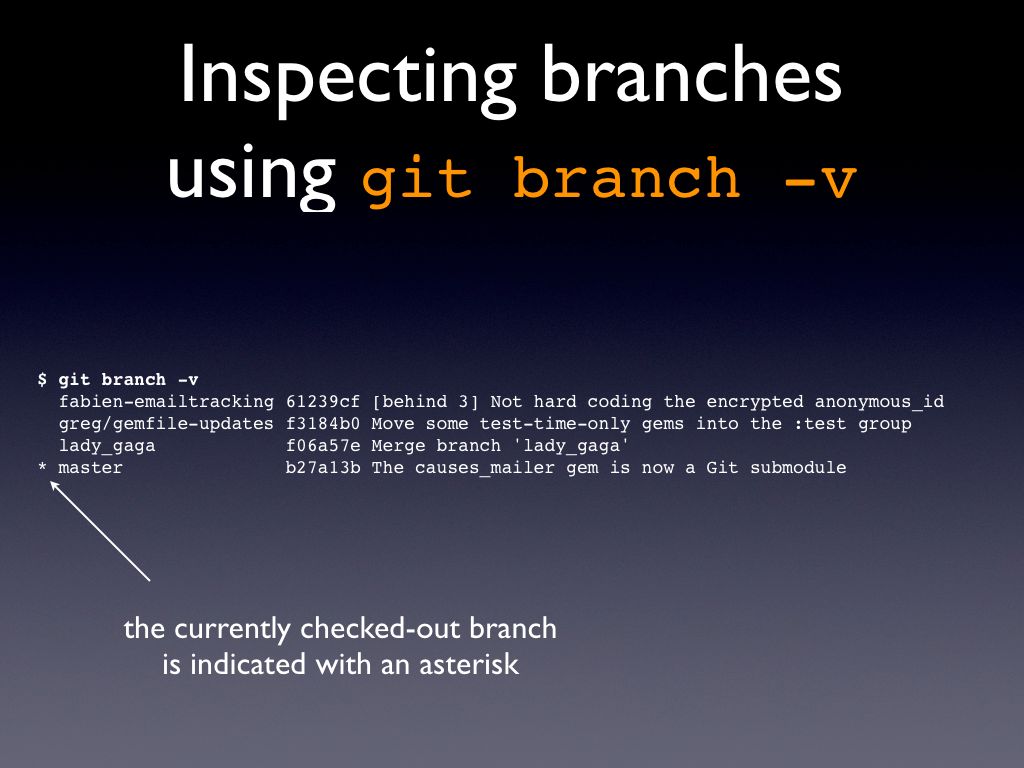 Inspecting branches
using git branch -v
$ git branch -v
  fabien-emailtracking 61239cf [behind 3] Not hard coding the encrypted anonymous_id
  greg/gemfile-updates f3184b0 Move some test-time-only gems into the :test group
  lady_gaga            f06a57e Merge branch 'lady_gaga'
* master               b27a13b The causes_mailer gem is now a Git submodule
the currently checked-out branch
is indicated with an asterisk